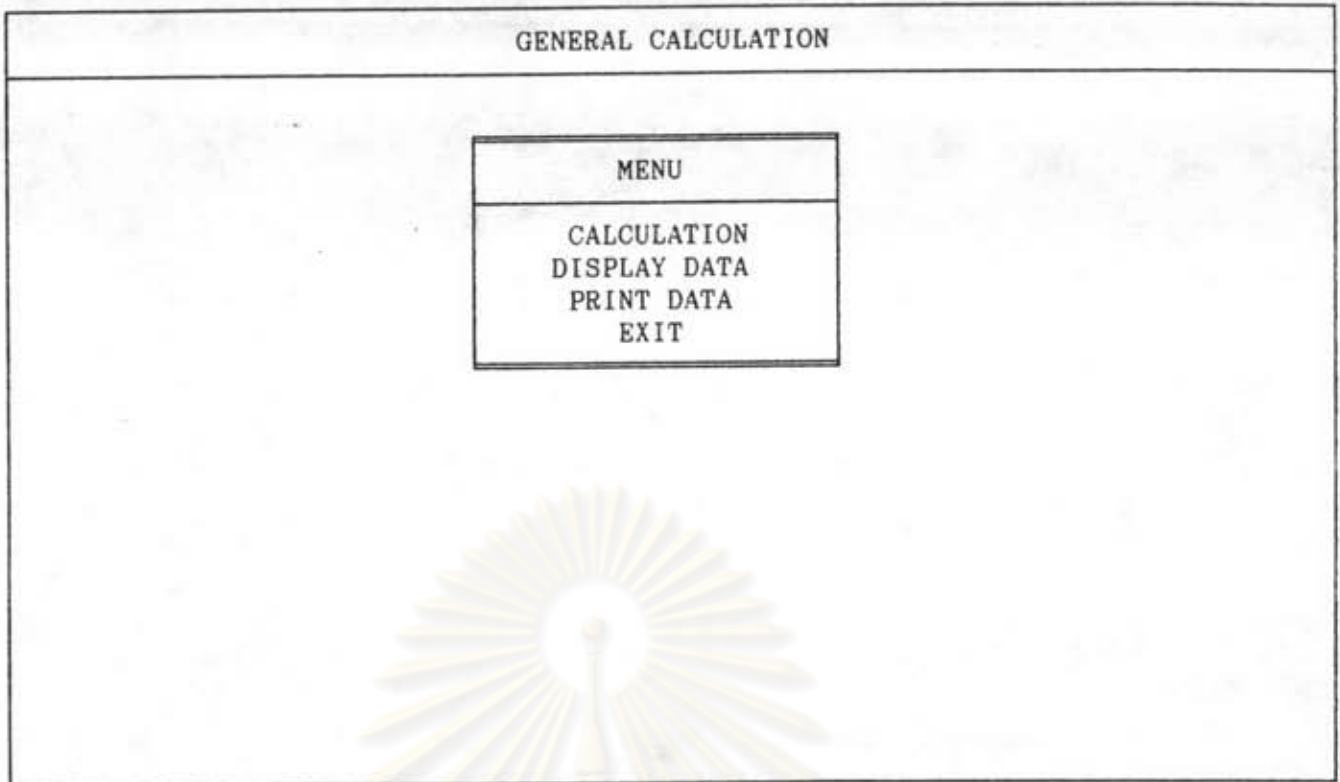 GENERAL CALCULATION
MENU
CALCULATION
DISPLAY DATA
PRINT DATA
EXIT